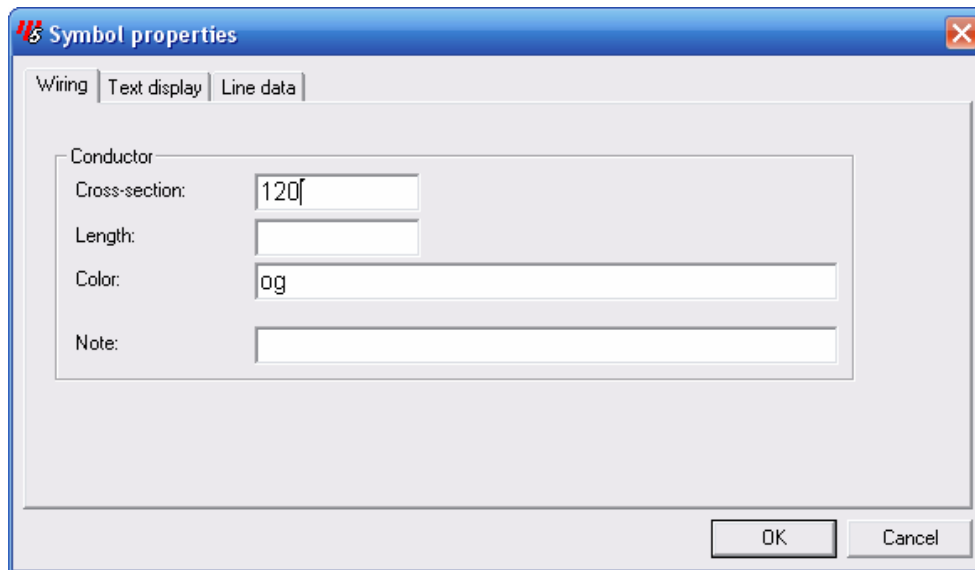 Symbol properties
Wiring Text display Line data
Conductor
Cross-section: 120
Length:
Color: og
Note:
OK Cancel